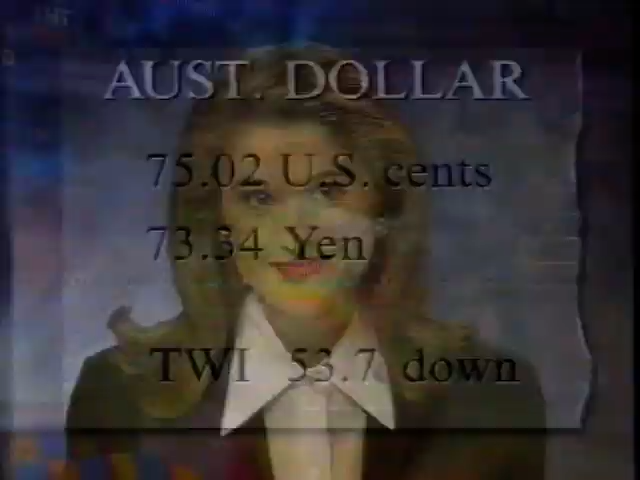 AUST. DOLLAR
75.02 U.S. cents
73.34 Yen
TWI 53.7 down